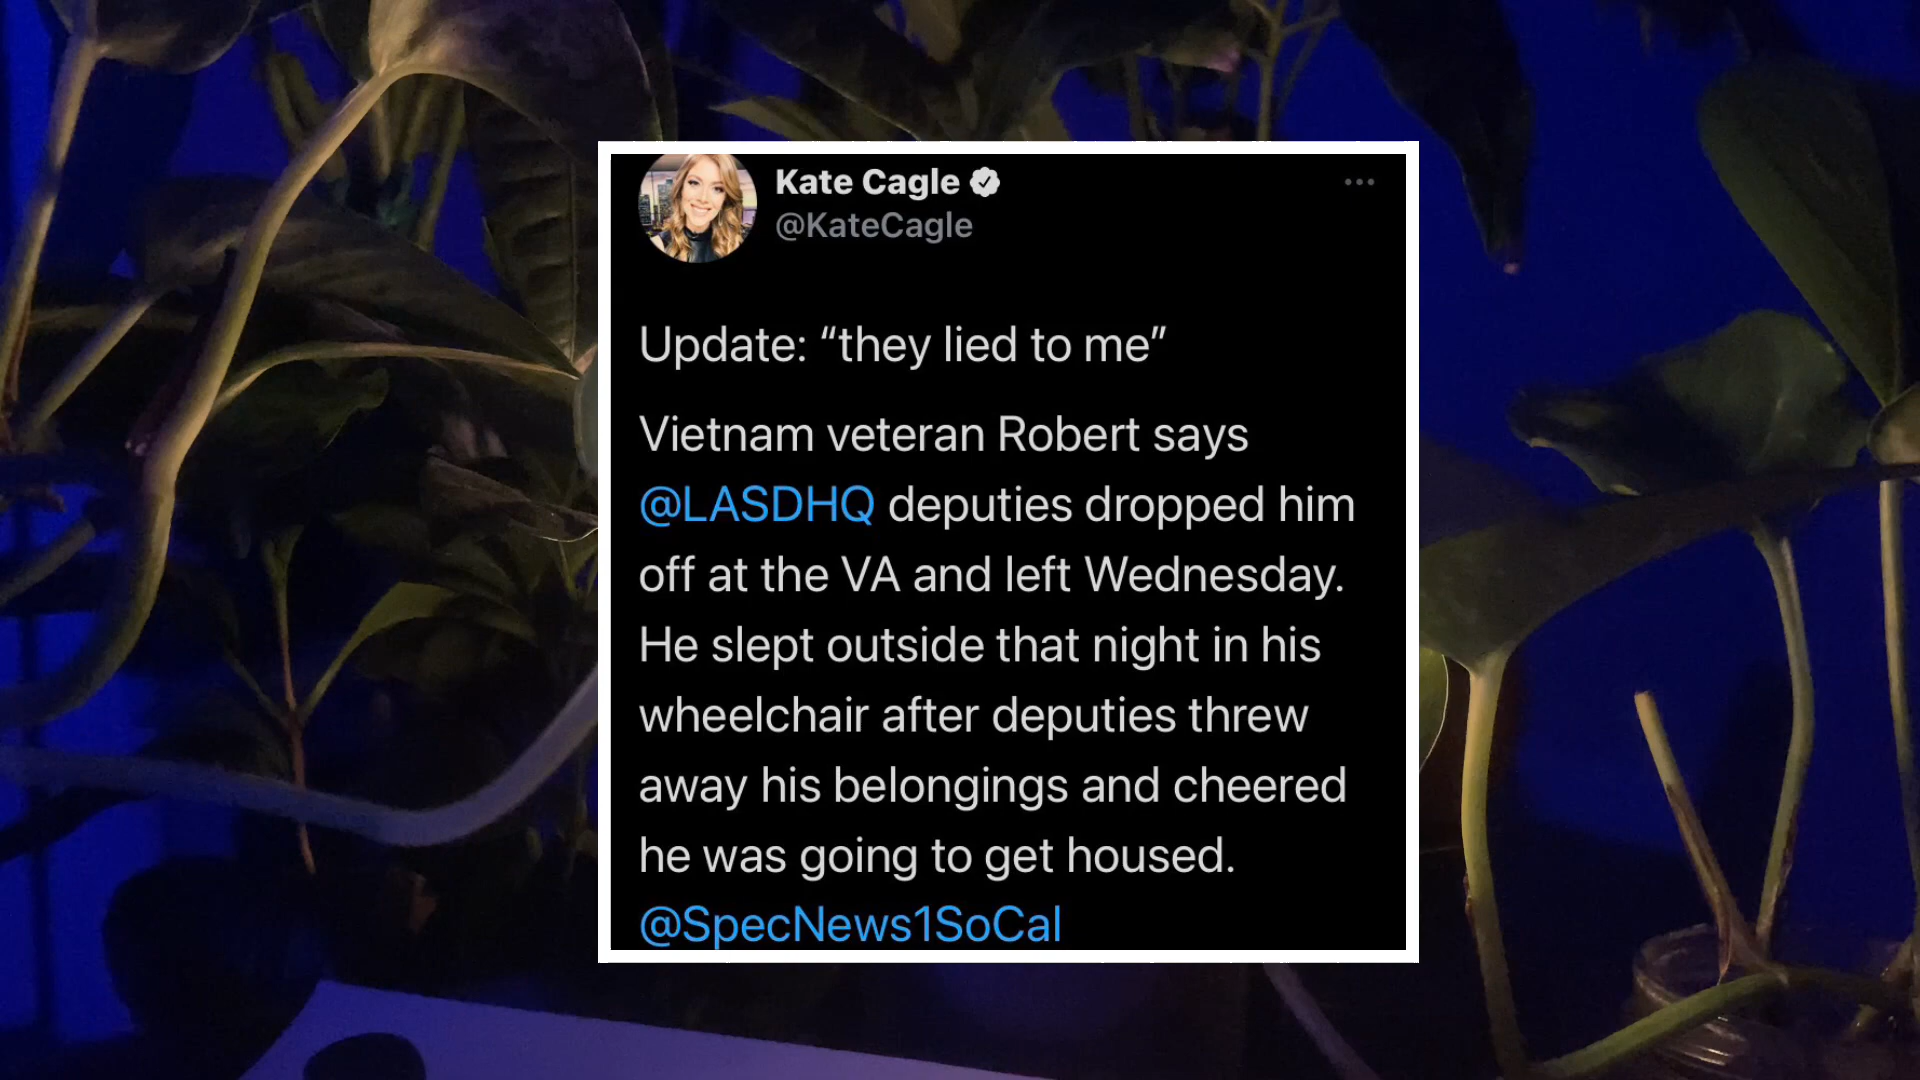 Kate Cagle
@KateCagle
Update: “they lied to me”
Vietnam veteran Robert says
@LASDHQ deputies dropped him
off at the VA and left Wednesday.
He slept outside that night in his
wheelchair after deputies threw
away his belongings and cheered
he was going to get housed.
@SpecNews1SoCal